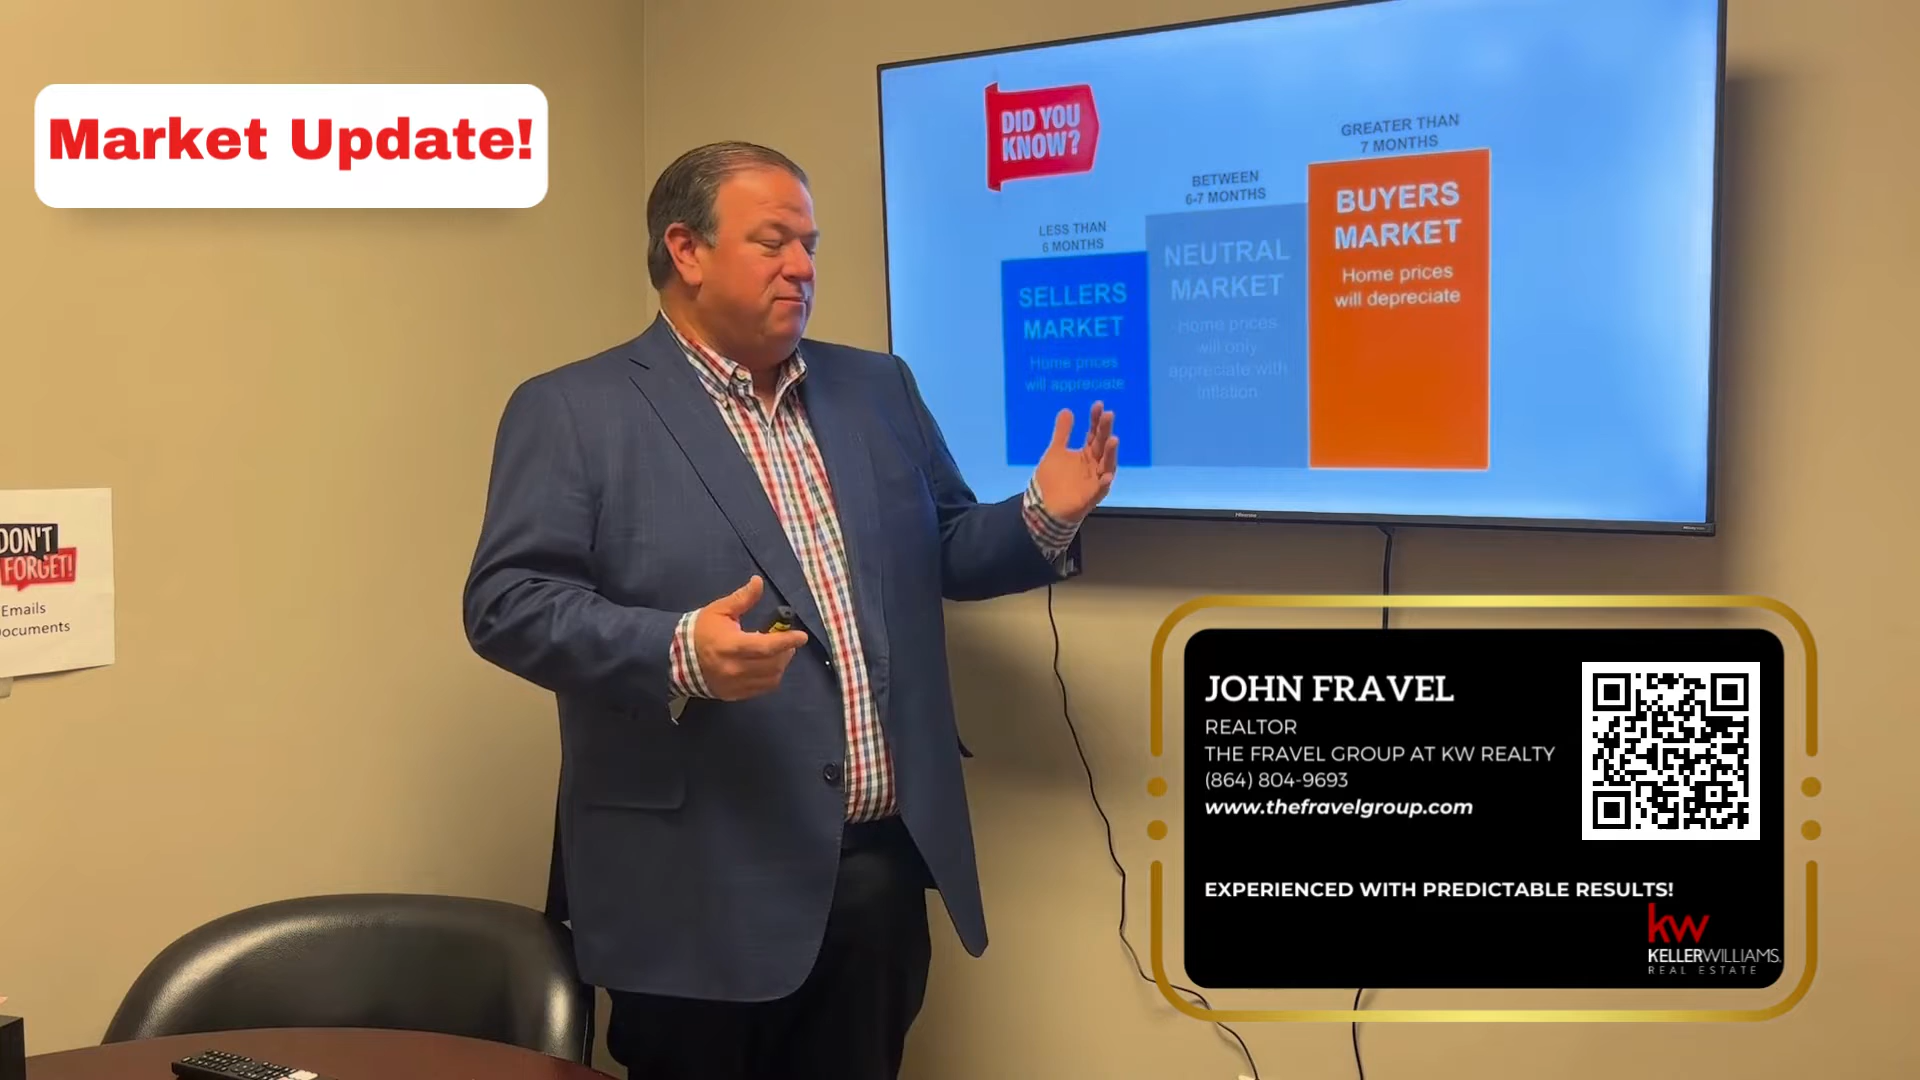 Market Update!
DID YOU
KNOW?
LESS THAN
6 MONTHS
SELLERS
MARKET
Home prices
will appreciate
BETWEEN
6-7 MONTHS
NEUTRAL
MARKET
Home prices
will only
appreciate with
inflation
GREATER THAN
7 MONTHS
BUYERS
MARKET
Home prices
will depreciate
Hisense
DON'T
FORGET!
Emails
ocuments
JOHN FRAVEL
REALTOR
THE FRAVEL GROUP AT KW REALTY
(864) 804-9693
www.thefravelgroup.com
EXPERIENCED WITH PREDICTABLE RESULTS!
kw
KELLERWILLIAMS.
REAL ESTATE